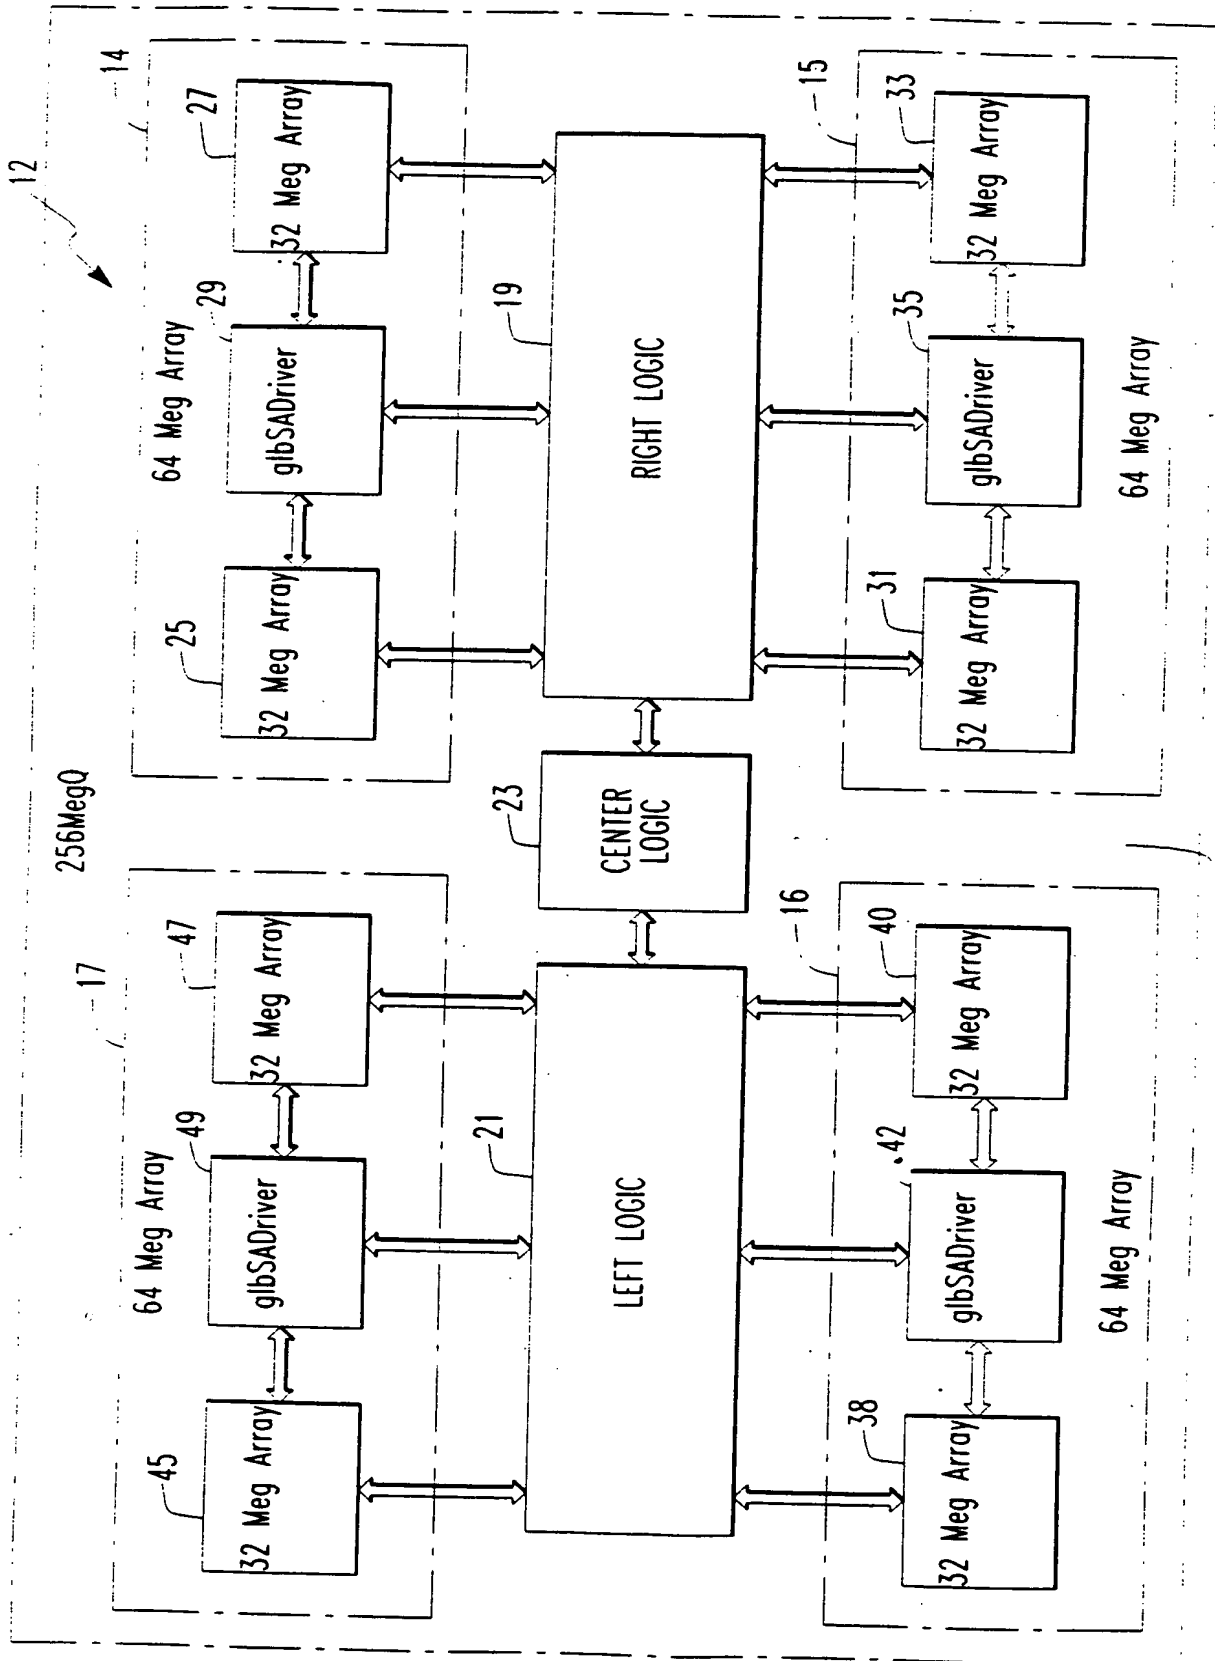 12
256MegQ
17
64 Meg Array
14
64 Meg Array
45
32 Meg Array
49
glbSADriver
47
32 Meg Array
25
32 Meg Array
29
glbSADriver
27
32 Meg Array
21
LEFT LOGIC
23
CENTER
LOGIC
19
RIGHT LOGIC
16
38
32 Meg Array
42
glbSADriver
40
32 Meg Array
64 Meg Array
15
31
32 Meg Array
35
glbSADriver
33
32 Meg Array
64 Meg Array